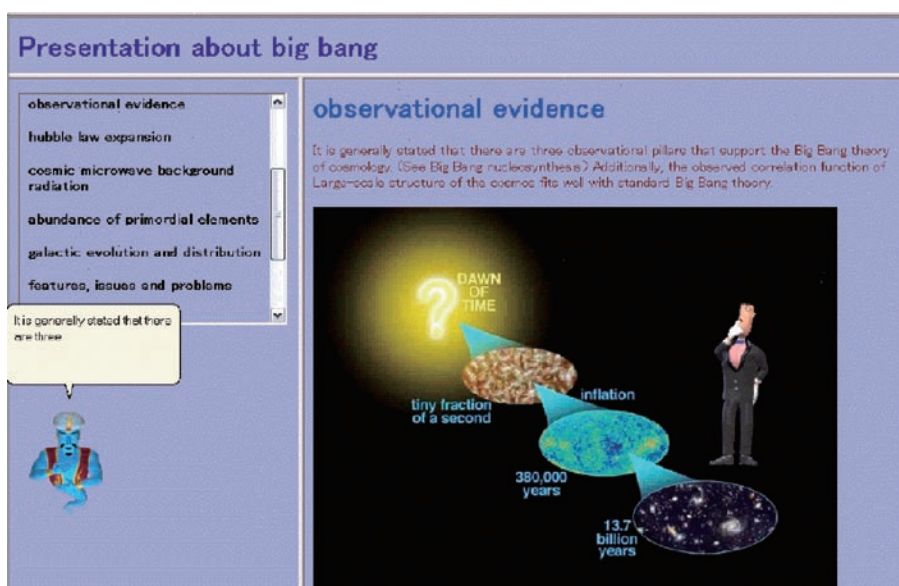 Presentation about big bang
observational evidence
hubble law expansion
cosmic microwave background
radiation
abundance of primordial elements
galactic evolution and distribution
features, issues and problems
It is generelly stated that there
are three
observational evidence
It is generally stated that there are three observational pillars that support the Big Bang theory
of cosmology. (See Big Bang nucleosynthesis.) Additionally, the observed correlation function of
Large-scale structure of the cosmos fits well with standard Big Bang theory.
DAWN
OF
TIME
tiny fraction
of a second
inflation
380,000
years
13.7
billion
years